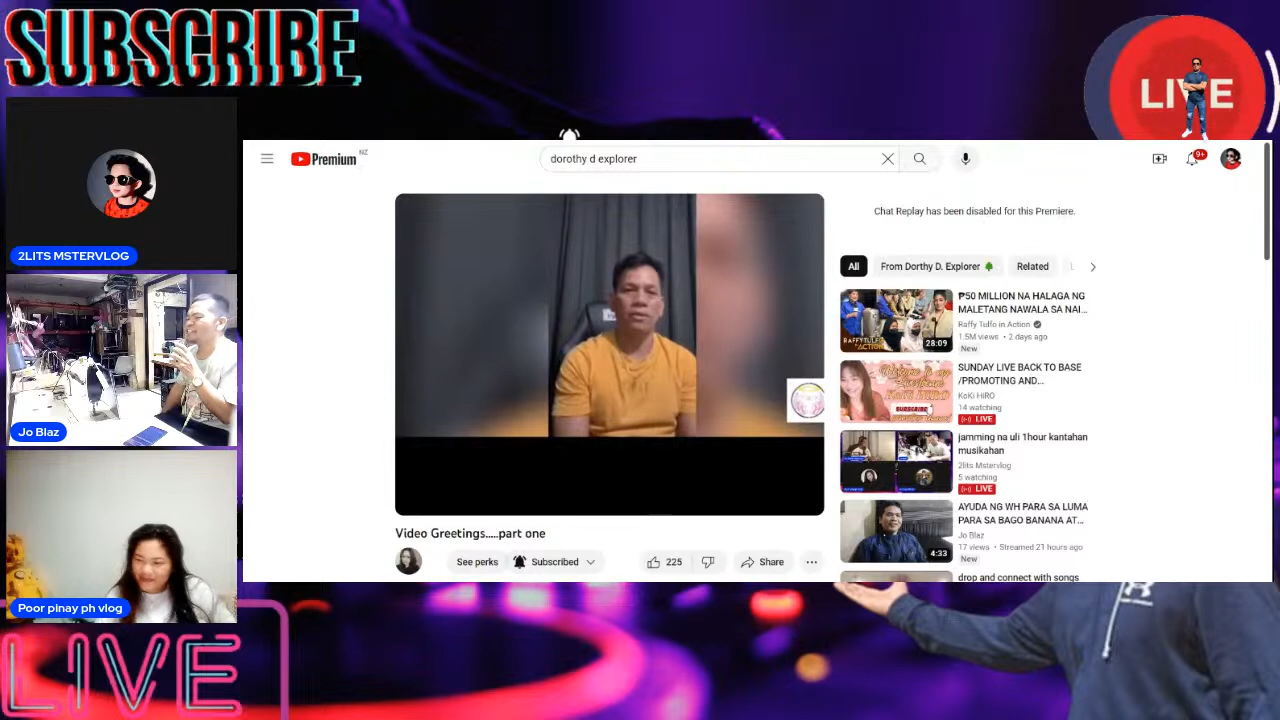 SUBSCRIBE
LIVE
2LITS MSTERVLOG
Jo Blaz
Poor pinay ph vlog
LIVE
Premium NZ
dorothy d explorer
9+
Chat Replay has been disabled for this Premiere.
All
From Dorthy D. Explorer
Related
₱50 MILLION NA HALAGA NG
MALETANG NAWALA SA NAI...
Raffy Tulfo in Action
1.5M views • 2 days ago
New
28:09
SUNDAY LIVE BACK TO BASE
/PROMOTING AND...
KoKi HiRO
14 watching
LIVE
SUBSCRIBE
jamming na uli 1hour kantahan
musikahan
2lits Mstervlog
5 watching
LIVE
AYUDA NG WH PARA SA LUMA
PARA SA BAGO BANANA AT...
Jo Blaz
17 views • Streamed 21 hours ago
New
4:33
drop and connect with songs
Video Greetings.....part one
See perks
Subscribed
225
Share